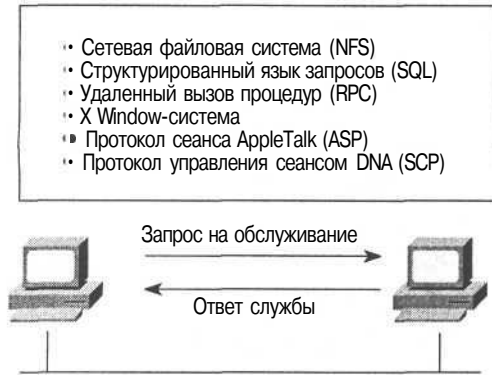 • Сетевая файловая система (NFS)
• Структурированный язык запросов (SQL)
• Удаленный вызов процедур (RPC)
• X Window-система
• Протокол сеанса AppleTalk (ASP)
• Протокол управления сеансом DNA (SCP)
Запрос на обслуживание
Ответ службы